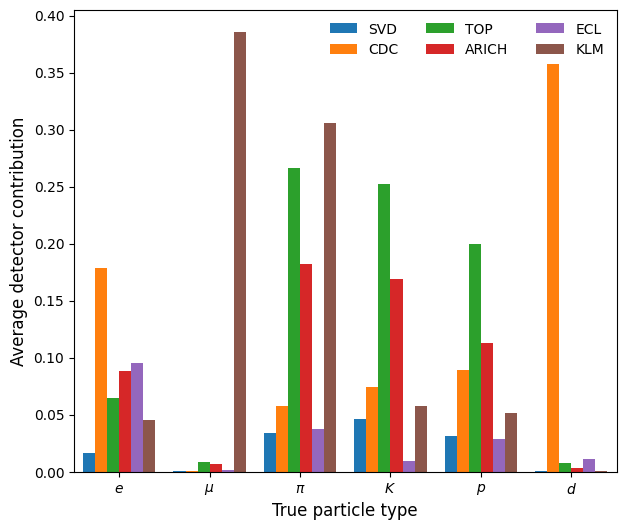 0.40
0.35
0.30
0.25
0.20
0.15
0.10
0.05
0.00
Average detector contribution
SVD TOP ECL
CDC ARICH KLM
e μ π K p d
True particle type